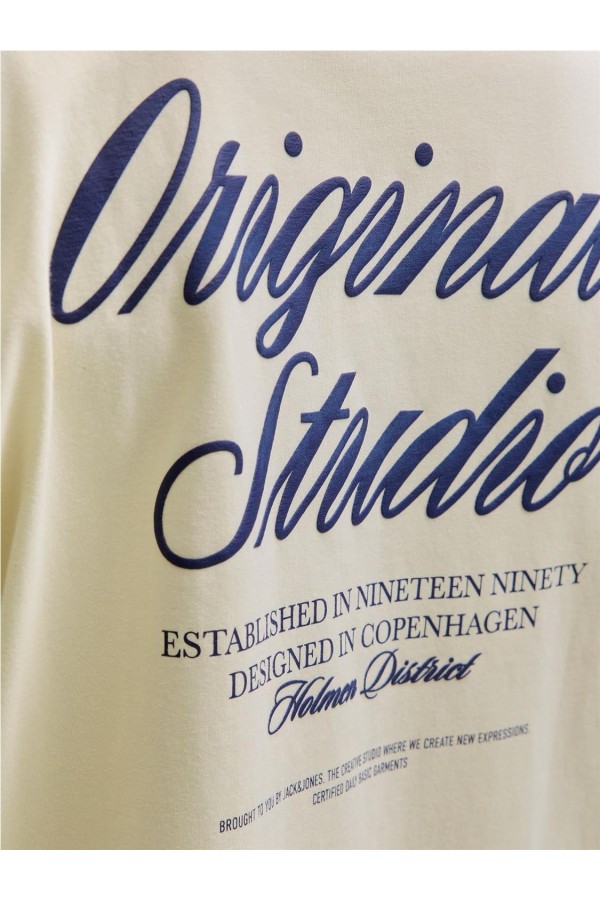 Original
Studio
ESTABLISHED IN NINETEEN NINETY
DESIGNED IN COPENHAGEN
Holmen District
BROUGHT TO YOU BY JACK&JONES. THE CREATIVE STUDIO WHERE WE CREATE NEW EXPRESSIONS.
CERTIFIED DAILY BASIC GARMENTS